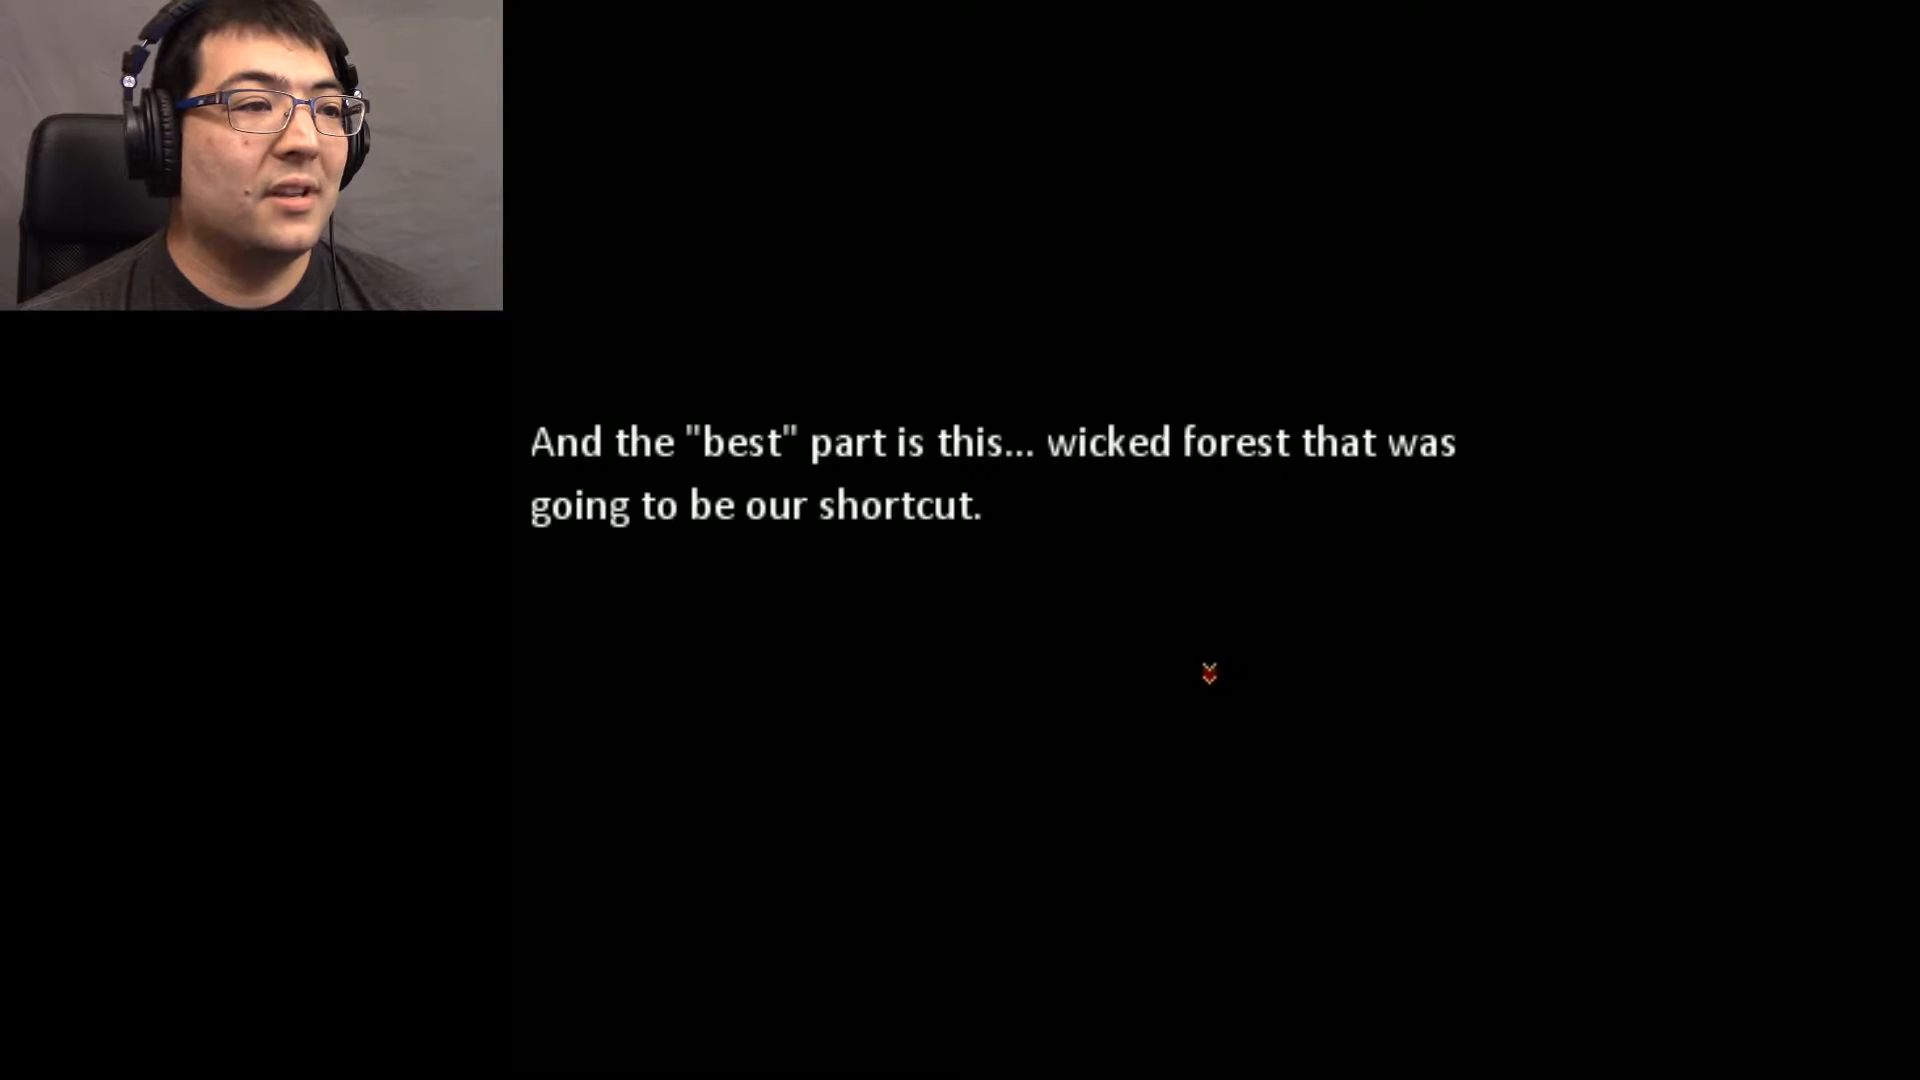 And the "best" part is this... wicked forest that was
going to be our shortcut.